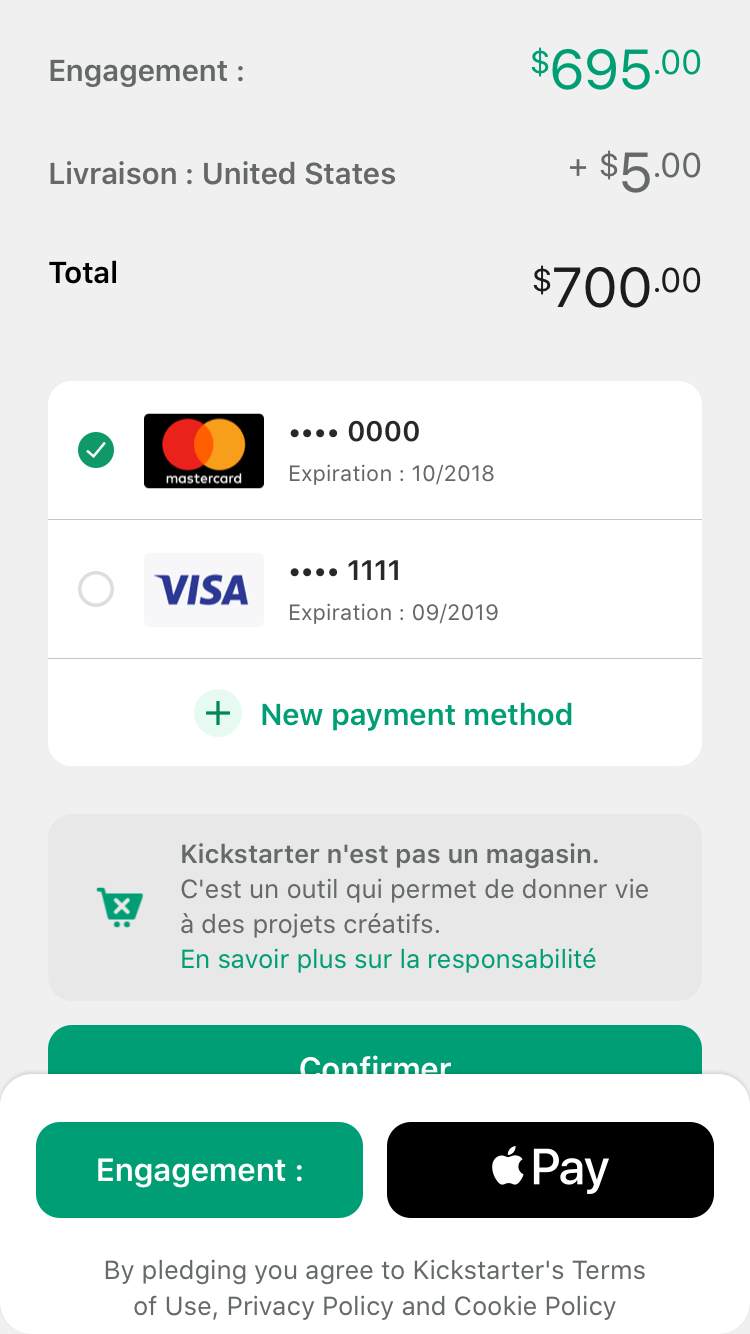 Engagement :
$695.00
Livraison : United States
+ $5.00
Total
$700.00
mastercard
•••• 0000
Expiration : 10/2018
VISA
•••• 1111
Expiration : 09/2019
New payment method
Kickstarter n'est pas un magasin.
C'est un outil qui permet de donner vie
à des projets créatifs.
En savoir plus sur la responsabilité
Confirmer
Engagement :
Pay
By pledging you agree to Kickstarter's Terms
of Use, Privacy Policy and Cookie Policy